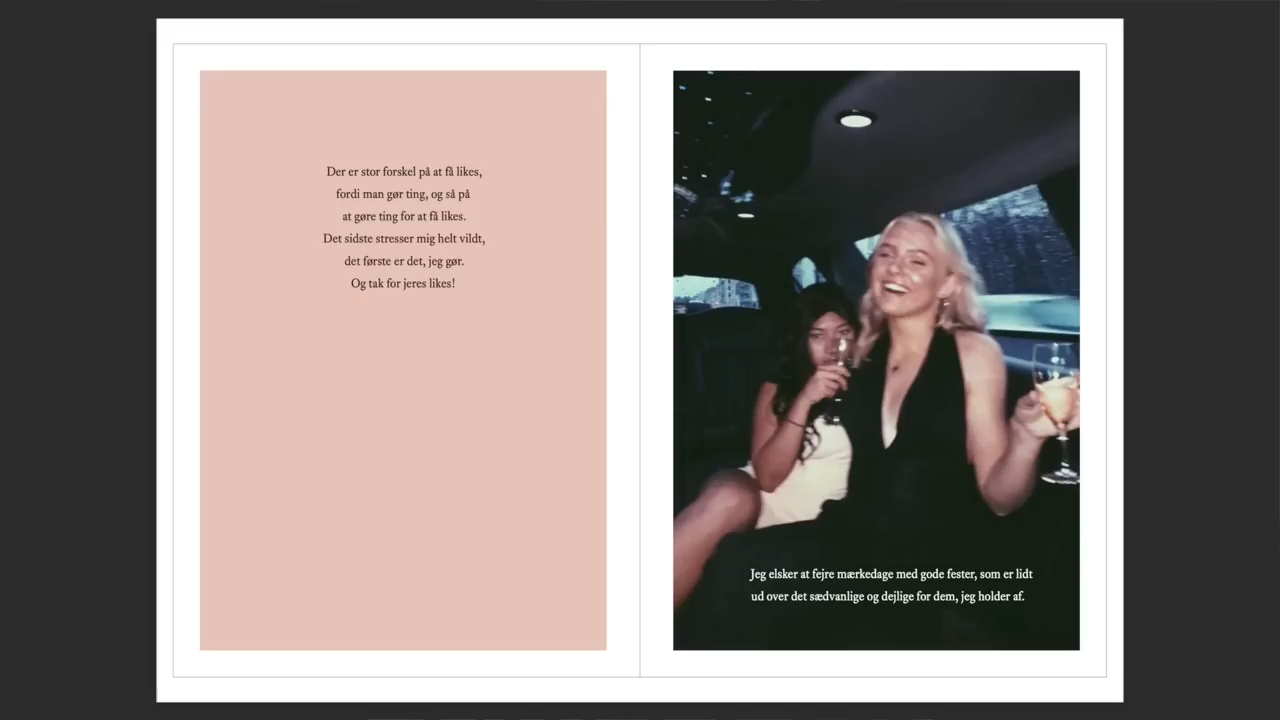 Der er stor forskel på at få likes,
fordi man gør ting, og så på
at gøre ting for at få likes.
Det sidste stresser mig helt vildt,
det første er det, jeg gør.
Og tak for jeres likes!
Jeg elsker at fejre mærkedage med gode fester, som er lidt
ud over det sædvanlige og dejlige for dem, jeg holder af.